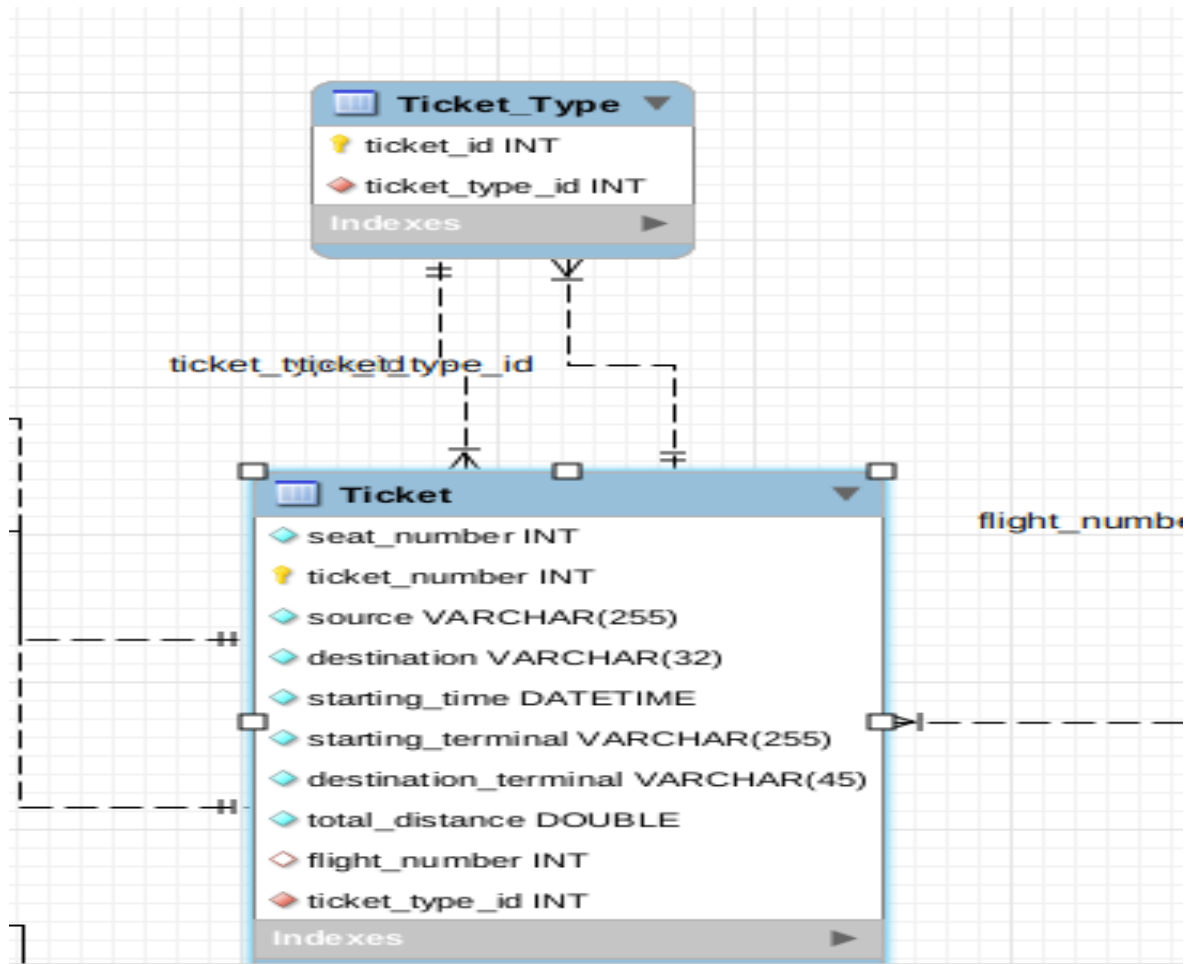 Ticket_Type
ticket_id INT
ticket_type_id INT
Indexes
ticket_type_id
Ticket
seat_number INT
ticket_number INT
source VARCHAR(255)
destination VARCHAR(32)
starting_time DATETIME
starting_terminal VARCHAR(255)
destination_terminal VARCHAR(45)
total_distance DOUBLE
flight_number INT
ticket_type_id INT
Indexes